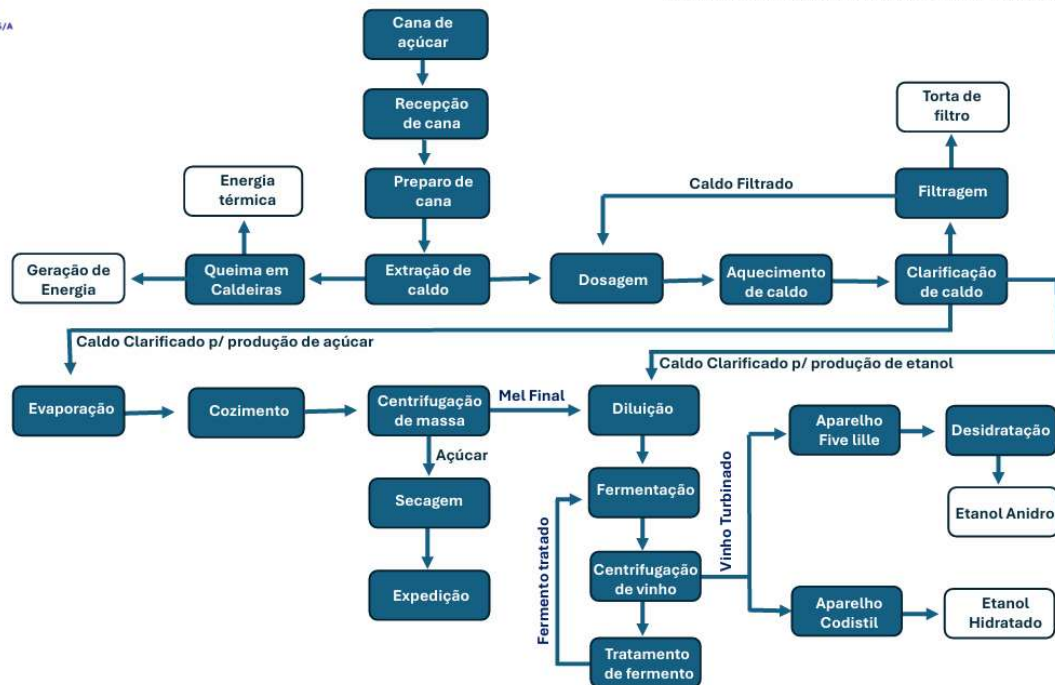 S/A
Cana de
açúcar
Recepção
de cana
Torta de
filtro
Energia
térmica
Preparo de
cana
Caldo Filtrado
Filtragem
Geração de
Energia
Queima em
Caldeiras
Extração de
caldo
Dosagem
Aquecimento
de caldo
Clarificação
de caldo
Caldo Clarificado p/ produção de açúcar
Caldo Clarificado p/ produção de etanol
Evaporação
Cozimento
Centrifugação
de massa
Mel Final
Diluição
Aparelho
Five lille
Desidratação
Açúcar
Secagem
Fermentação
Vinho Turbinado
Etanol Anidro
Fermento tratado
Expedição
Centrifugação
de vinho
Aparelho
Codistil
Etanol
Hidratado
Tratamento
de fermento